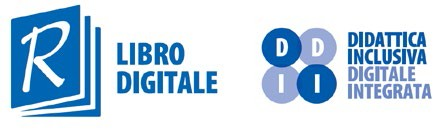 R
LIBRO
DIGITALE
D D
I I
DIDATTICA
INCLUSIVA
DIGITALE
INTEGRATA